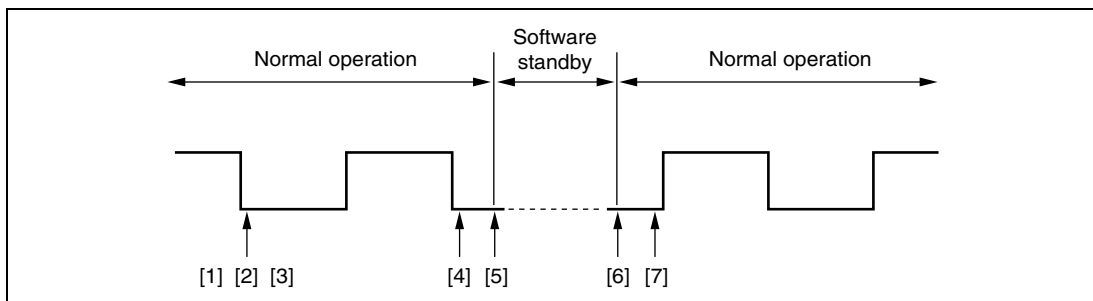 Software
standby
Normal operation
Normal operation
[1] [2] [3] [4] [5] [6] [7]